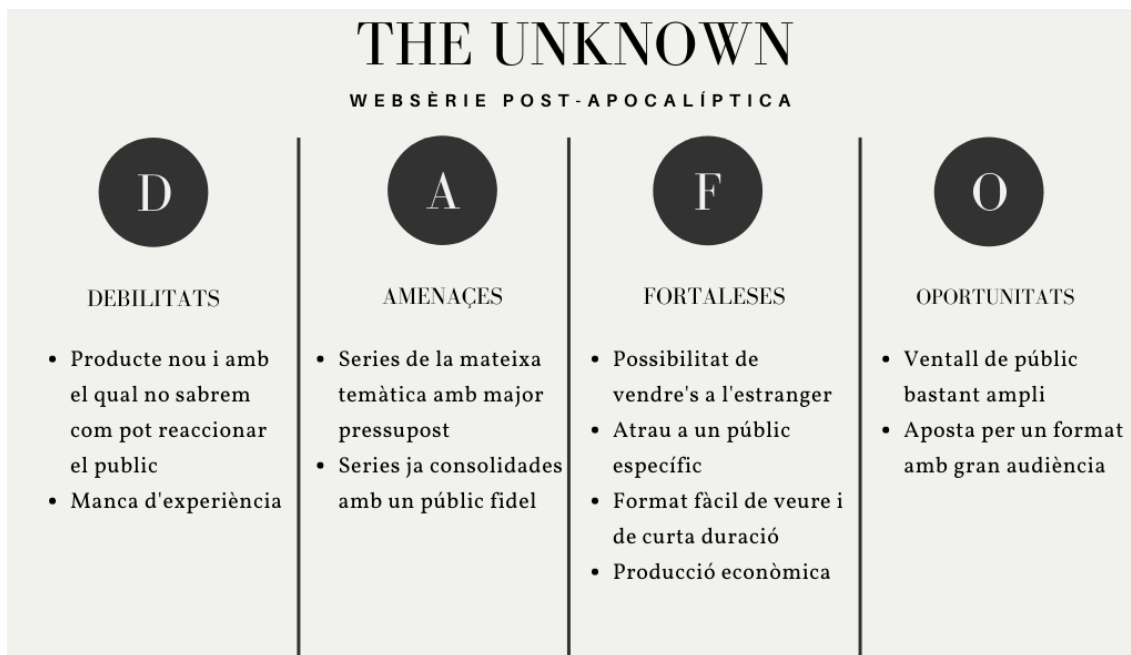 THE UNKNOWN
WEBSÈRIE POST-APOCALÍPTICA
D
DEBILITATS
• Producte nou i amb
el qual no sabrem
com pot reaccionar
el public
• Manca d'experiència
A
AMENAÇES
• Series de la mateixa
temàtica amb major
pressupost
• Series ja consolidades
amb un públic fidel
F
FORTALESES
• Possibilitat de
vendre's a l'estranger
• Atrau a un públic
específic
• Format fàcil de veure i
de curta duració
• Producció econòmica
O
OPORTUNITATS
• Ventall de públic
bastant ampli
• Aposta per un format
amb gran audiència